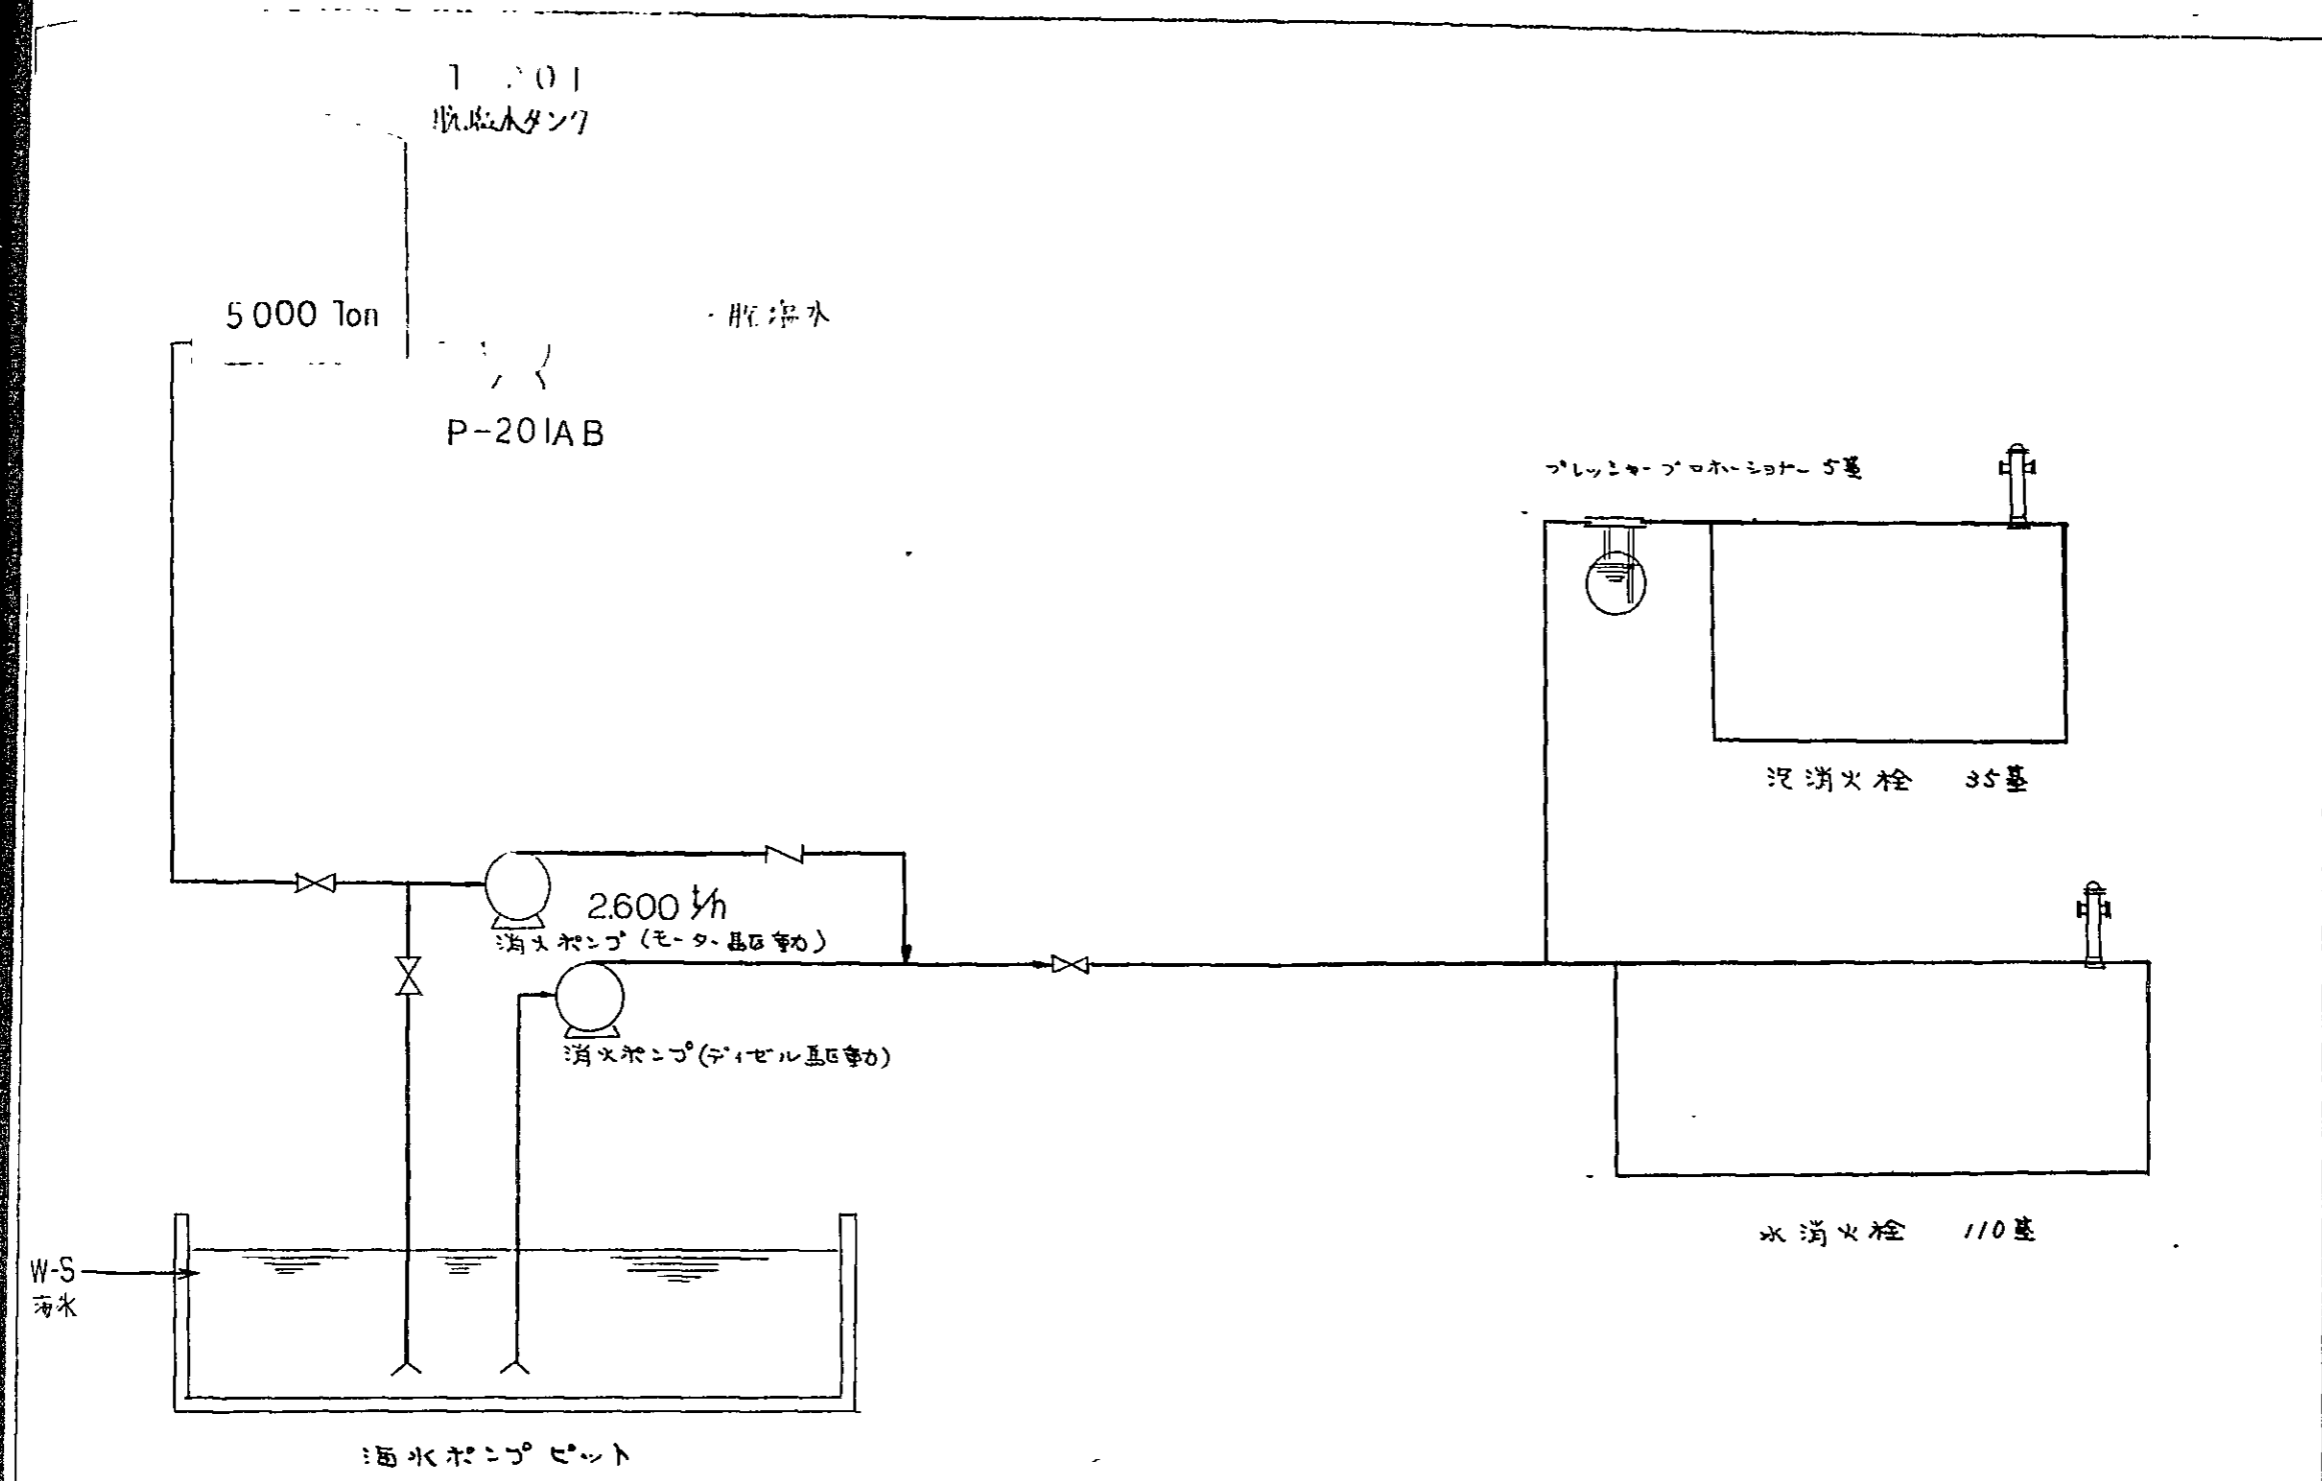 脱塩水タンク
5000 Ton
脱塩水
P-201AB
プレッシャープロポーショナー 5基
泡消火栓 35基
2.600 t/h
消火ポンプ (モーター駆動)
消火ポンプ(ディゼル駆動)
水消火栓 110基
W-S
海水
海水ポンプピット